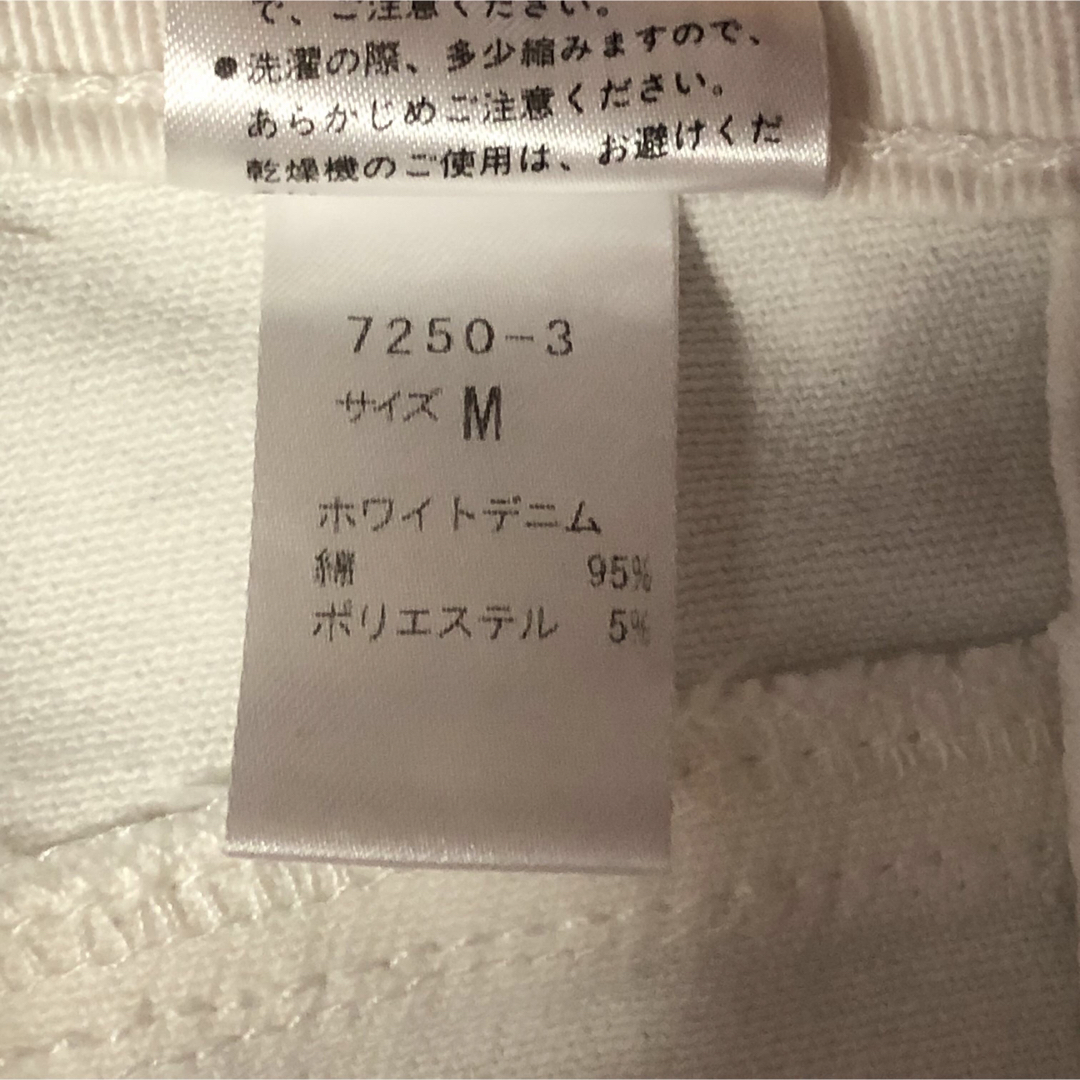 で、ご注意ください。
●洗濯の際、多少縮みますので、
あらかじめご注意ください。
乾燥機のご使用は、お避けくだ
7250-3
サイズ M
ホワイトデニム
綿 95%
ポリエステル 5%